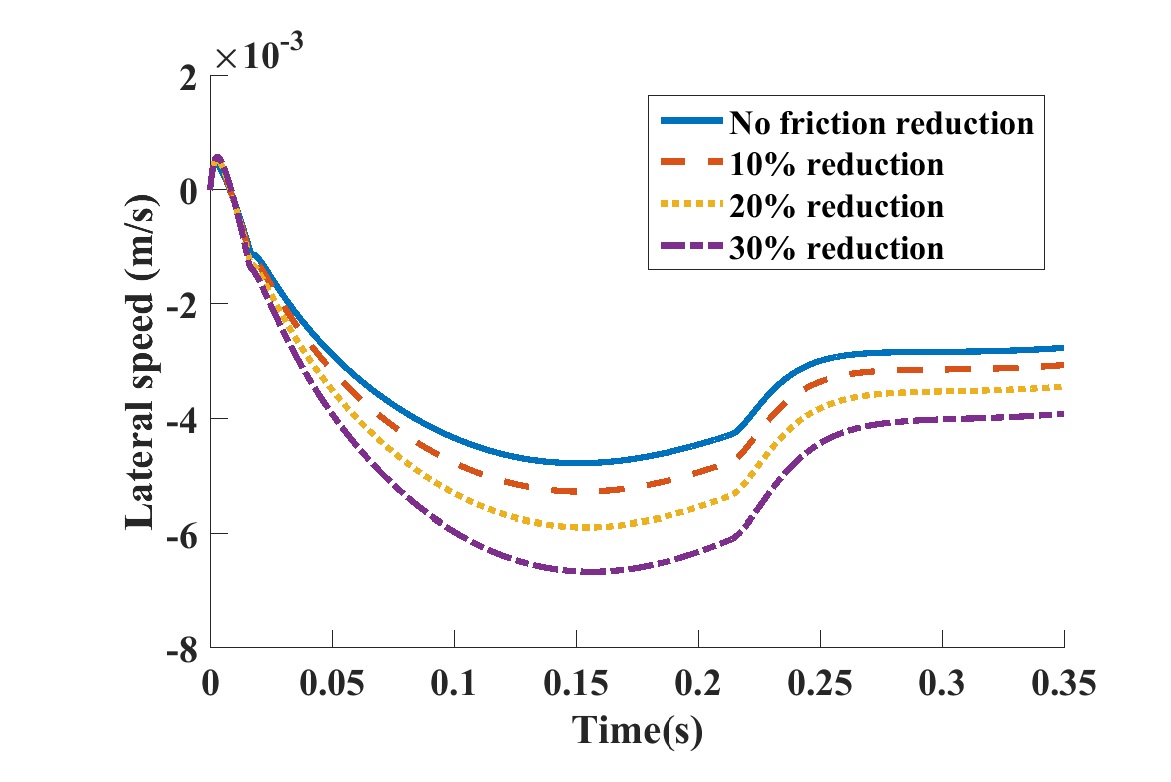 ×10-3
2
0
-2
-4
-6
-8
Lateral speed (m/s)
No friction reduction
10% reduction
20% reduction
30% reduction
0 0.05 0.1 0.15 0.2 0.25 0.3 0.35
Time(s)